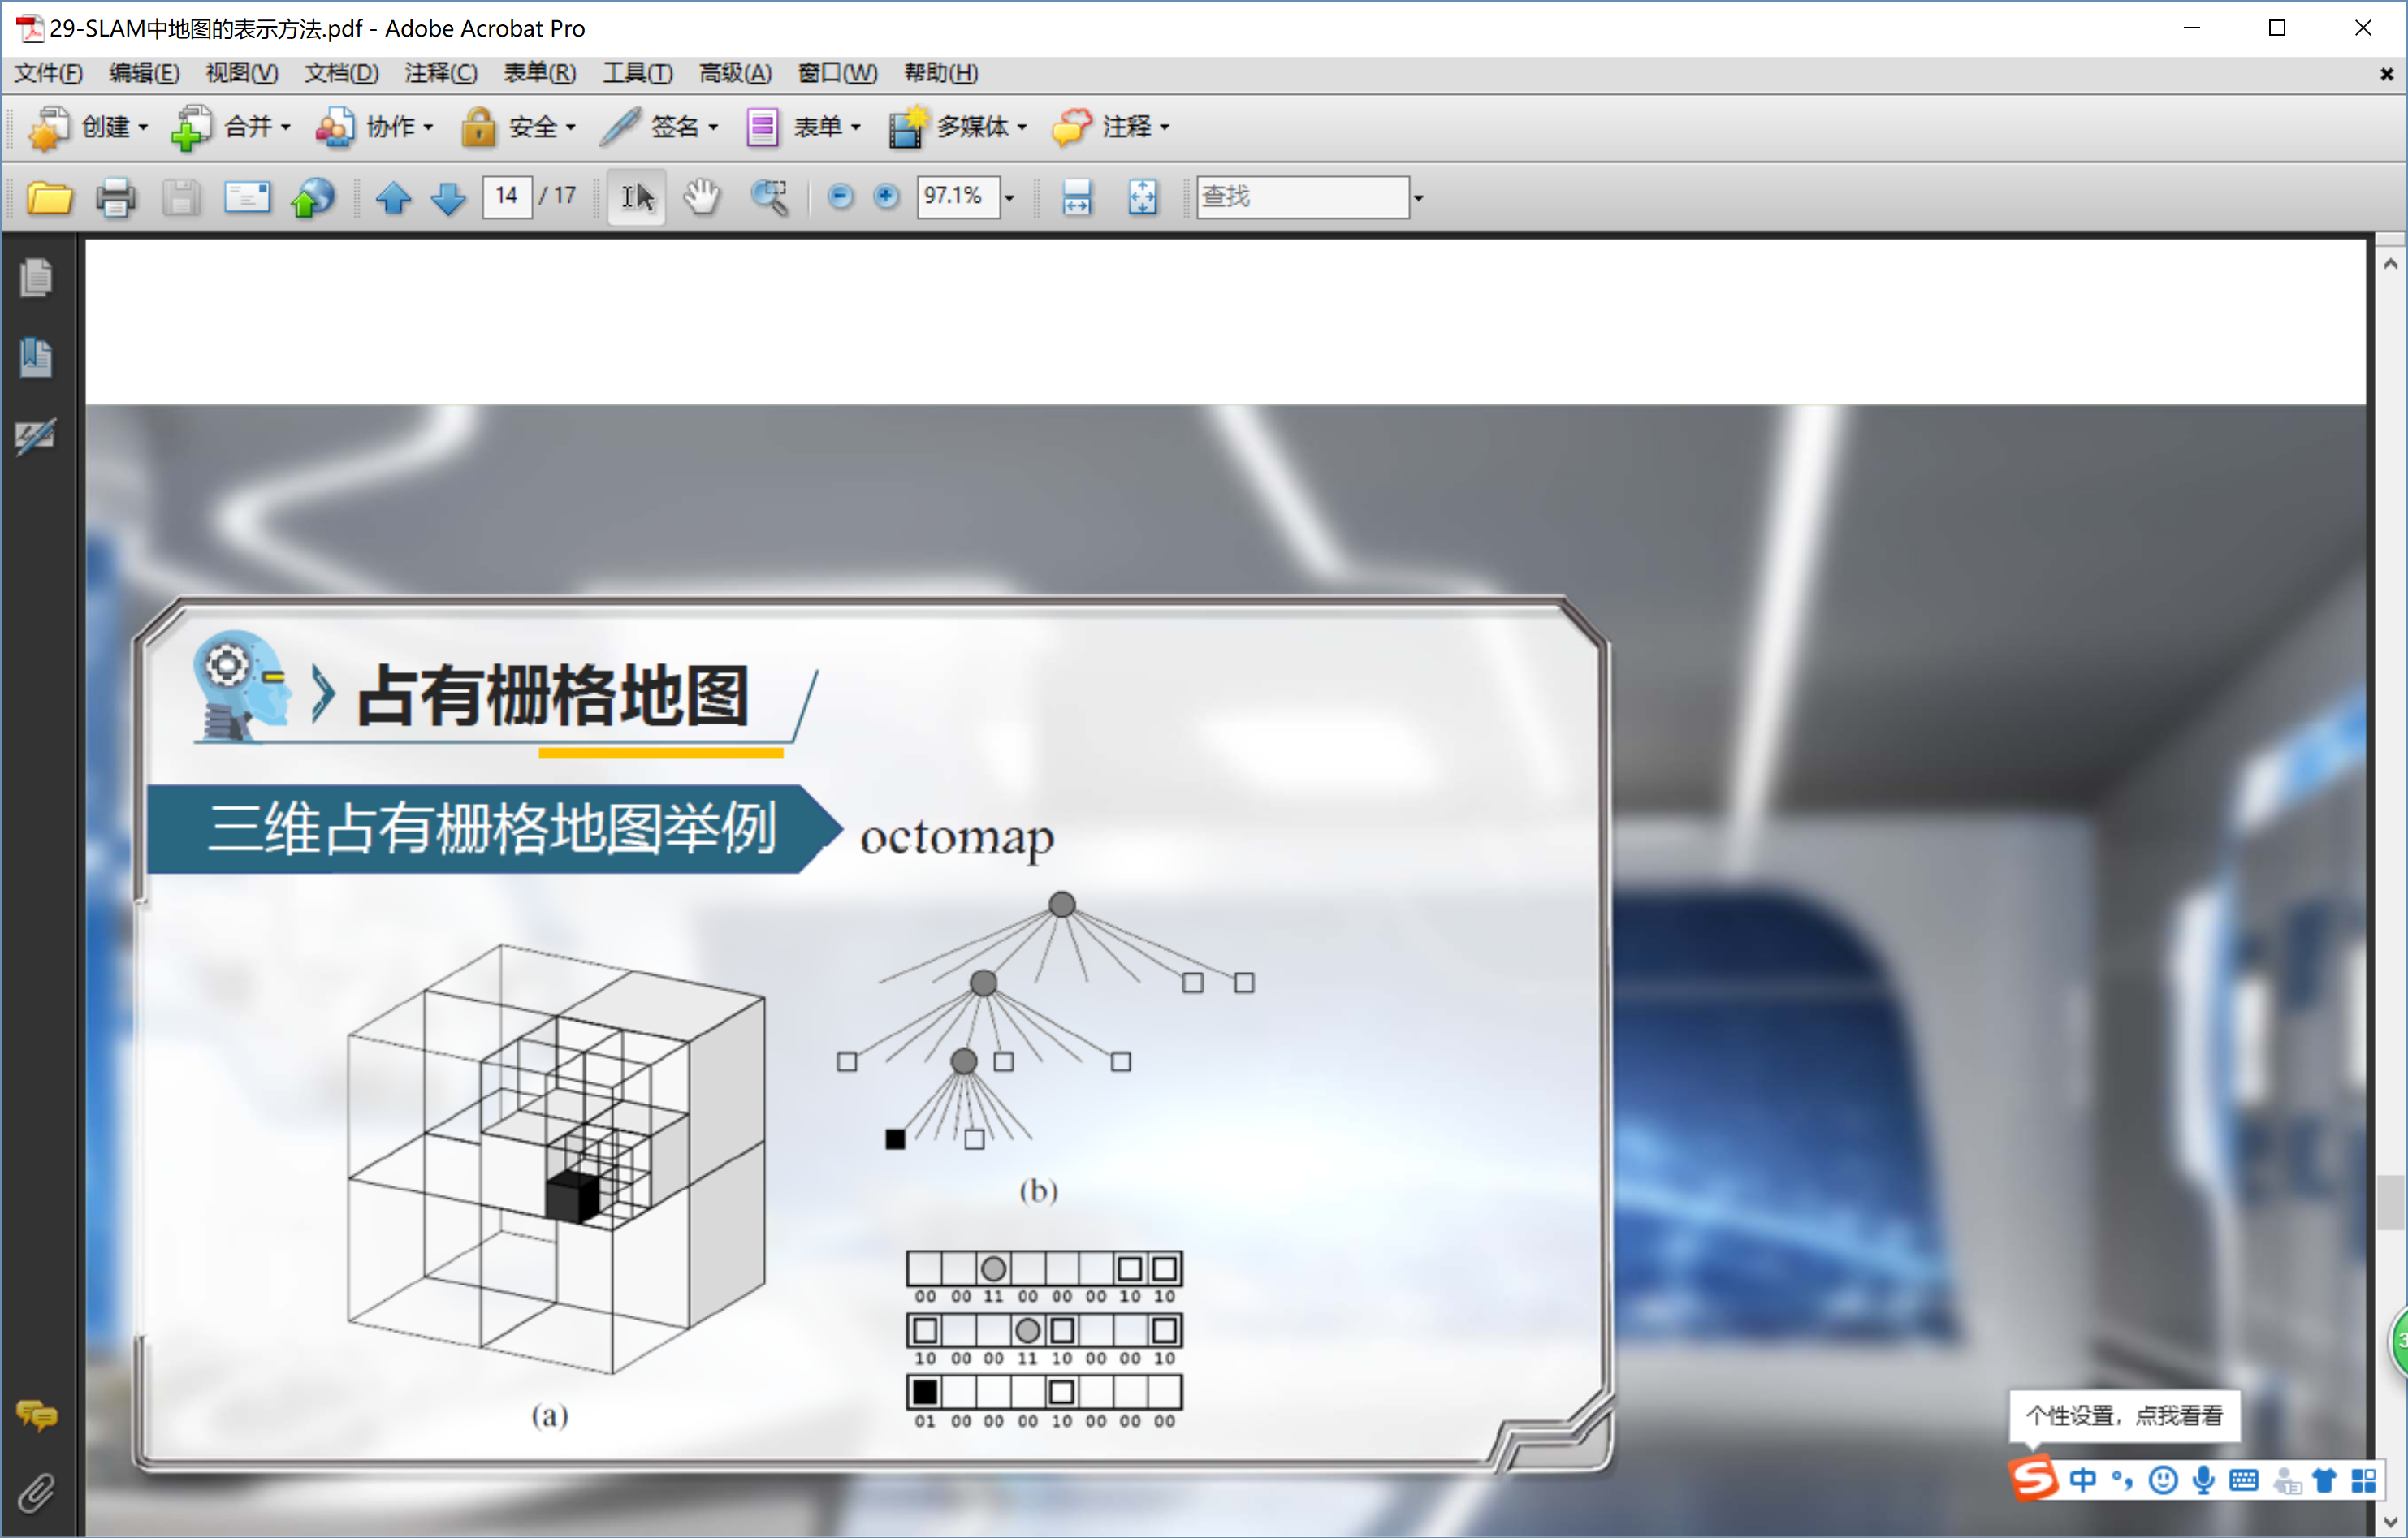 29-SLAM中地图的表示方法.pdf - Adobe Acrobat Pro
文件(F) 编辑(E) 视图(V) 文档(D) 注释(C) 表单(R) 工具(T) 高级(A) 窗口(W) 帮助(H)
创建 合并 协作 安全 签名 表单 多媒体 注释
14 / 17 97.1% 查找
占有栅格地图
三维占有栅格地图举例 octomap
(b)
00 00 11 00 00 00 10 10
10 00 00 11 10 00 00 10
01 00 00 00 10 00 00 00
(a)
个性设置，点我看看
S 中
3